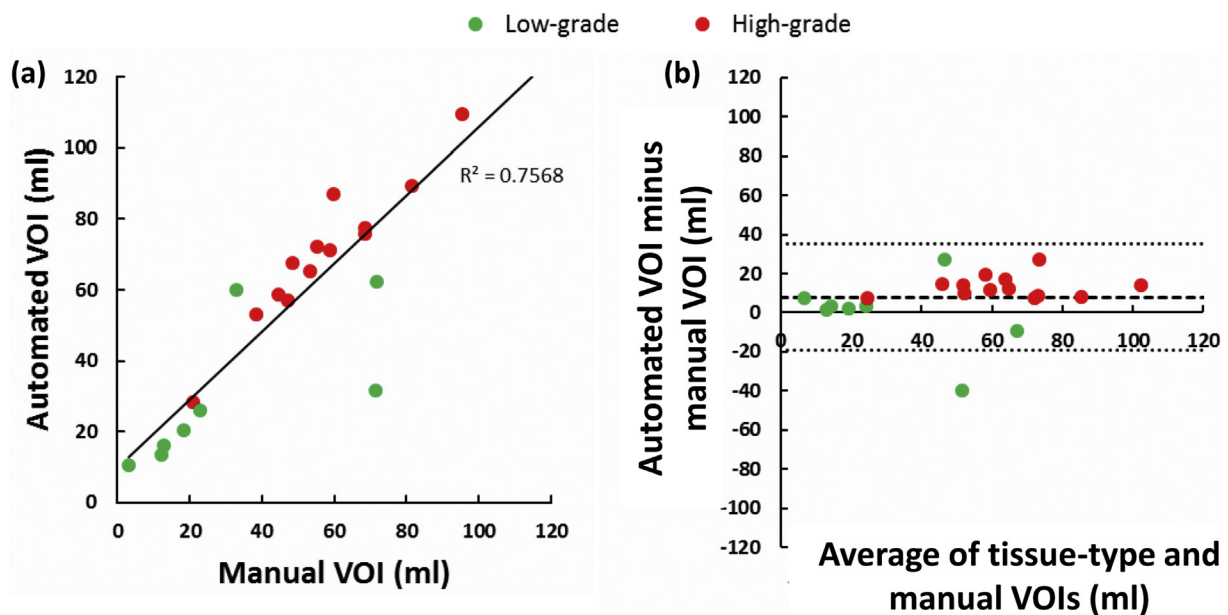 Low-grade High-grade
(a)
120
100
80
60
40
20
0
Automated VOI (ml)
R² = 0.7568
0 20 40 60 80 100 120
Manual VOI (ml)
(b)
120
100
80
60
40
20
0
-20
-40
-60
-80
-100
-120
Automated VOI minus
manual VOI (ml)
0 20 40 60 80 100 120
Average of tissue-type and
manual VOIs (ml)